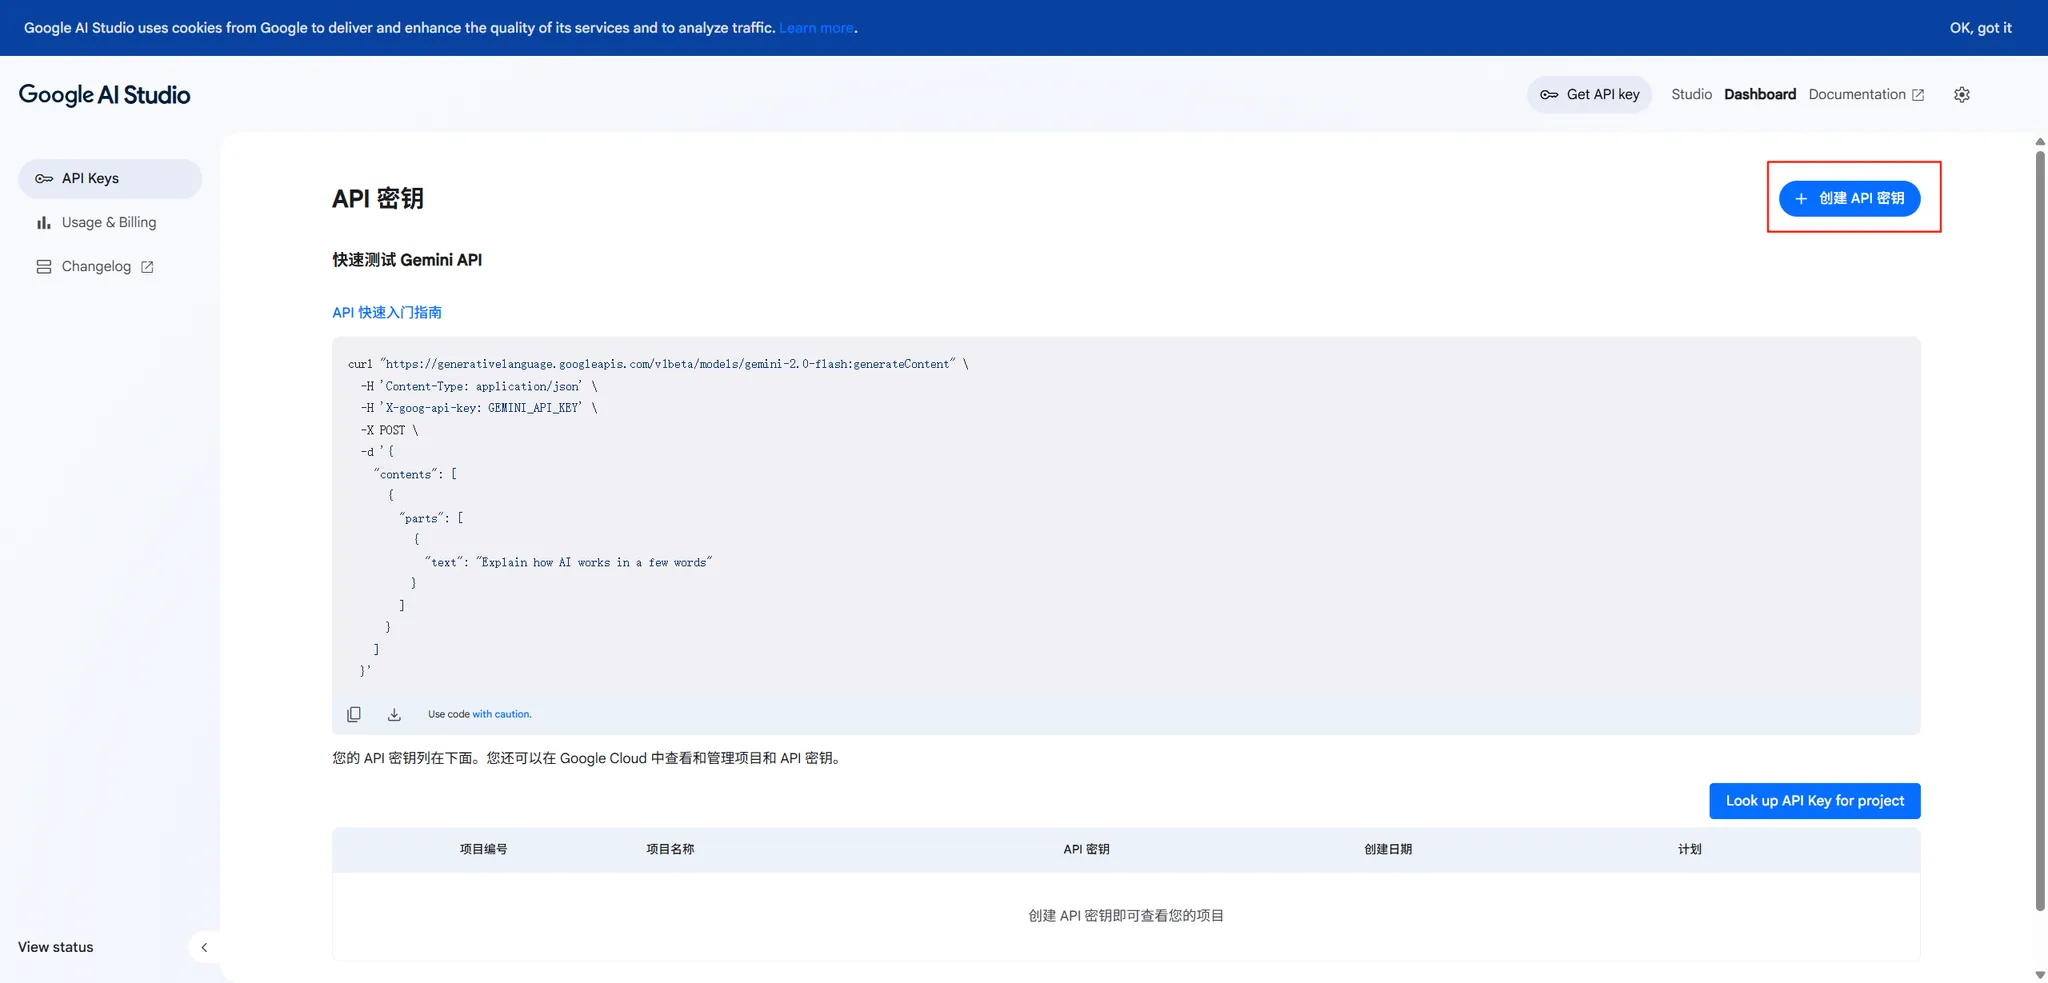 Google AI Studio uses cookies from Google to deliver and enhance the quality of its services and to analyze traffic. Learn more.
OK, got it
Google AI Studio
Get API key
Studio
Dashboard
Documentation
API Keys
Usage & Billing
Changelog
API 密钥
创建 API 密钥
快速测试 Gemini API
API 快速入门指南
curl "https://generativelanguage.googleapis.com/v1beta/models/gemini-2.0-flash:generateContent" \
-H 'Content-Type: application/json' \
-H 'X-goog-api-key: GEMINI_API_KEY' \
-X POST \
-d '{
"contents": [
{
"parts": [
{
"text": "Explain how AI works in a few words"
}
]
}
]
}'
Use code with caution.
您的 API 密钥列在下面。您还可以在 Google Cloud 中查看和管理项目和 API 密钥。
Look up API Key for project
项目编号 项目名称 API 密钥 创建日期 计划
创建 API 密钥即可查看您的项目
View status